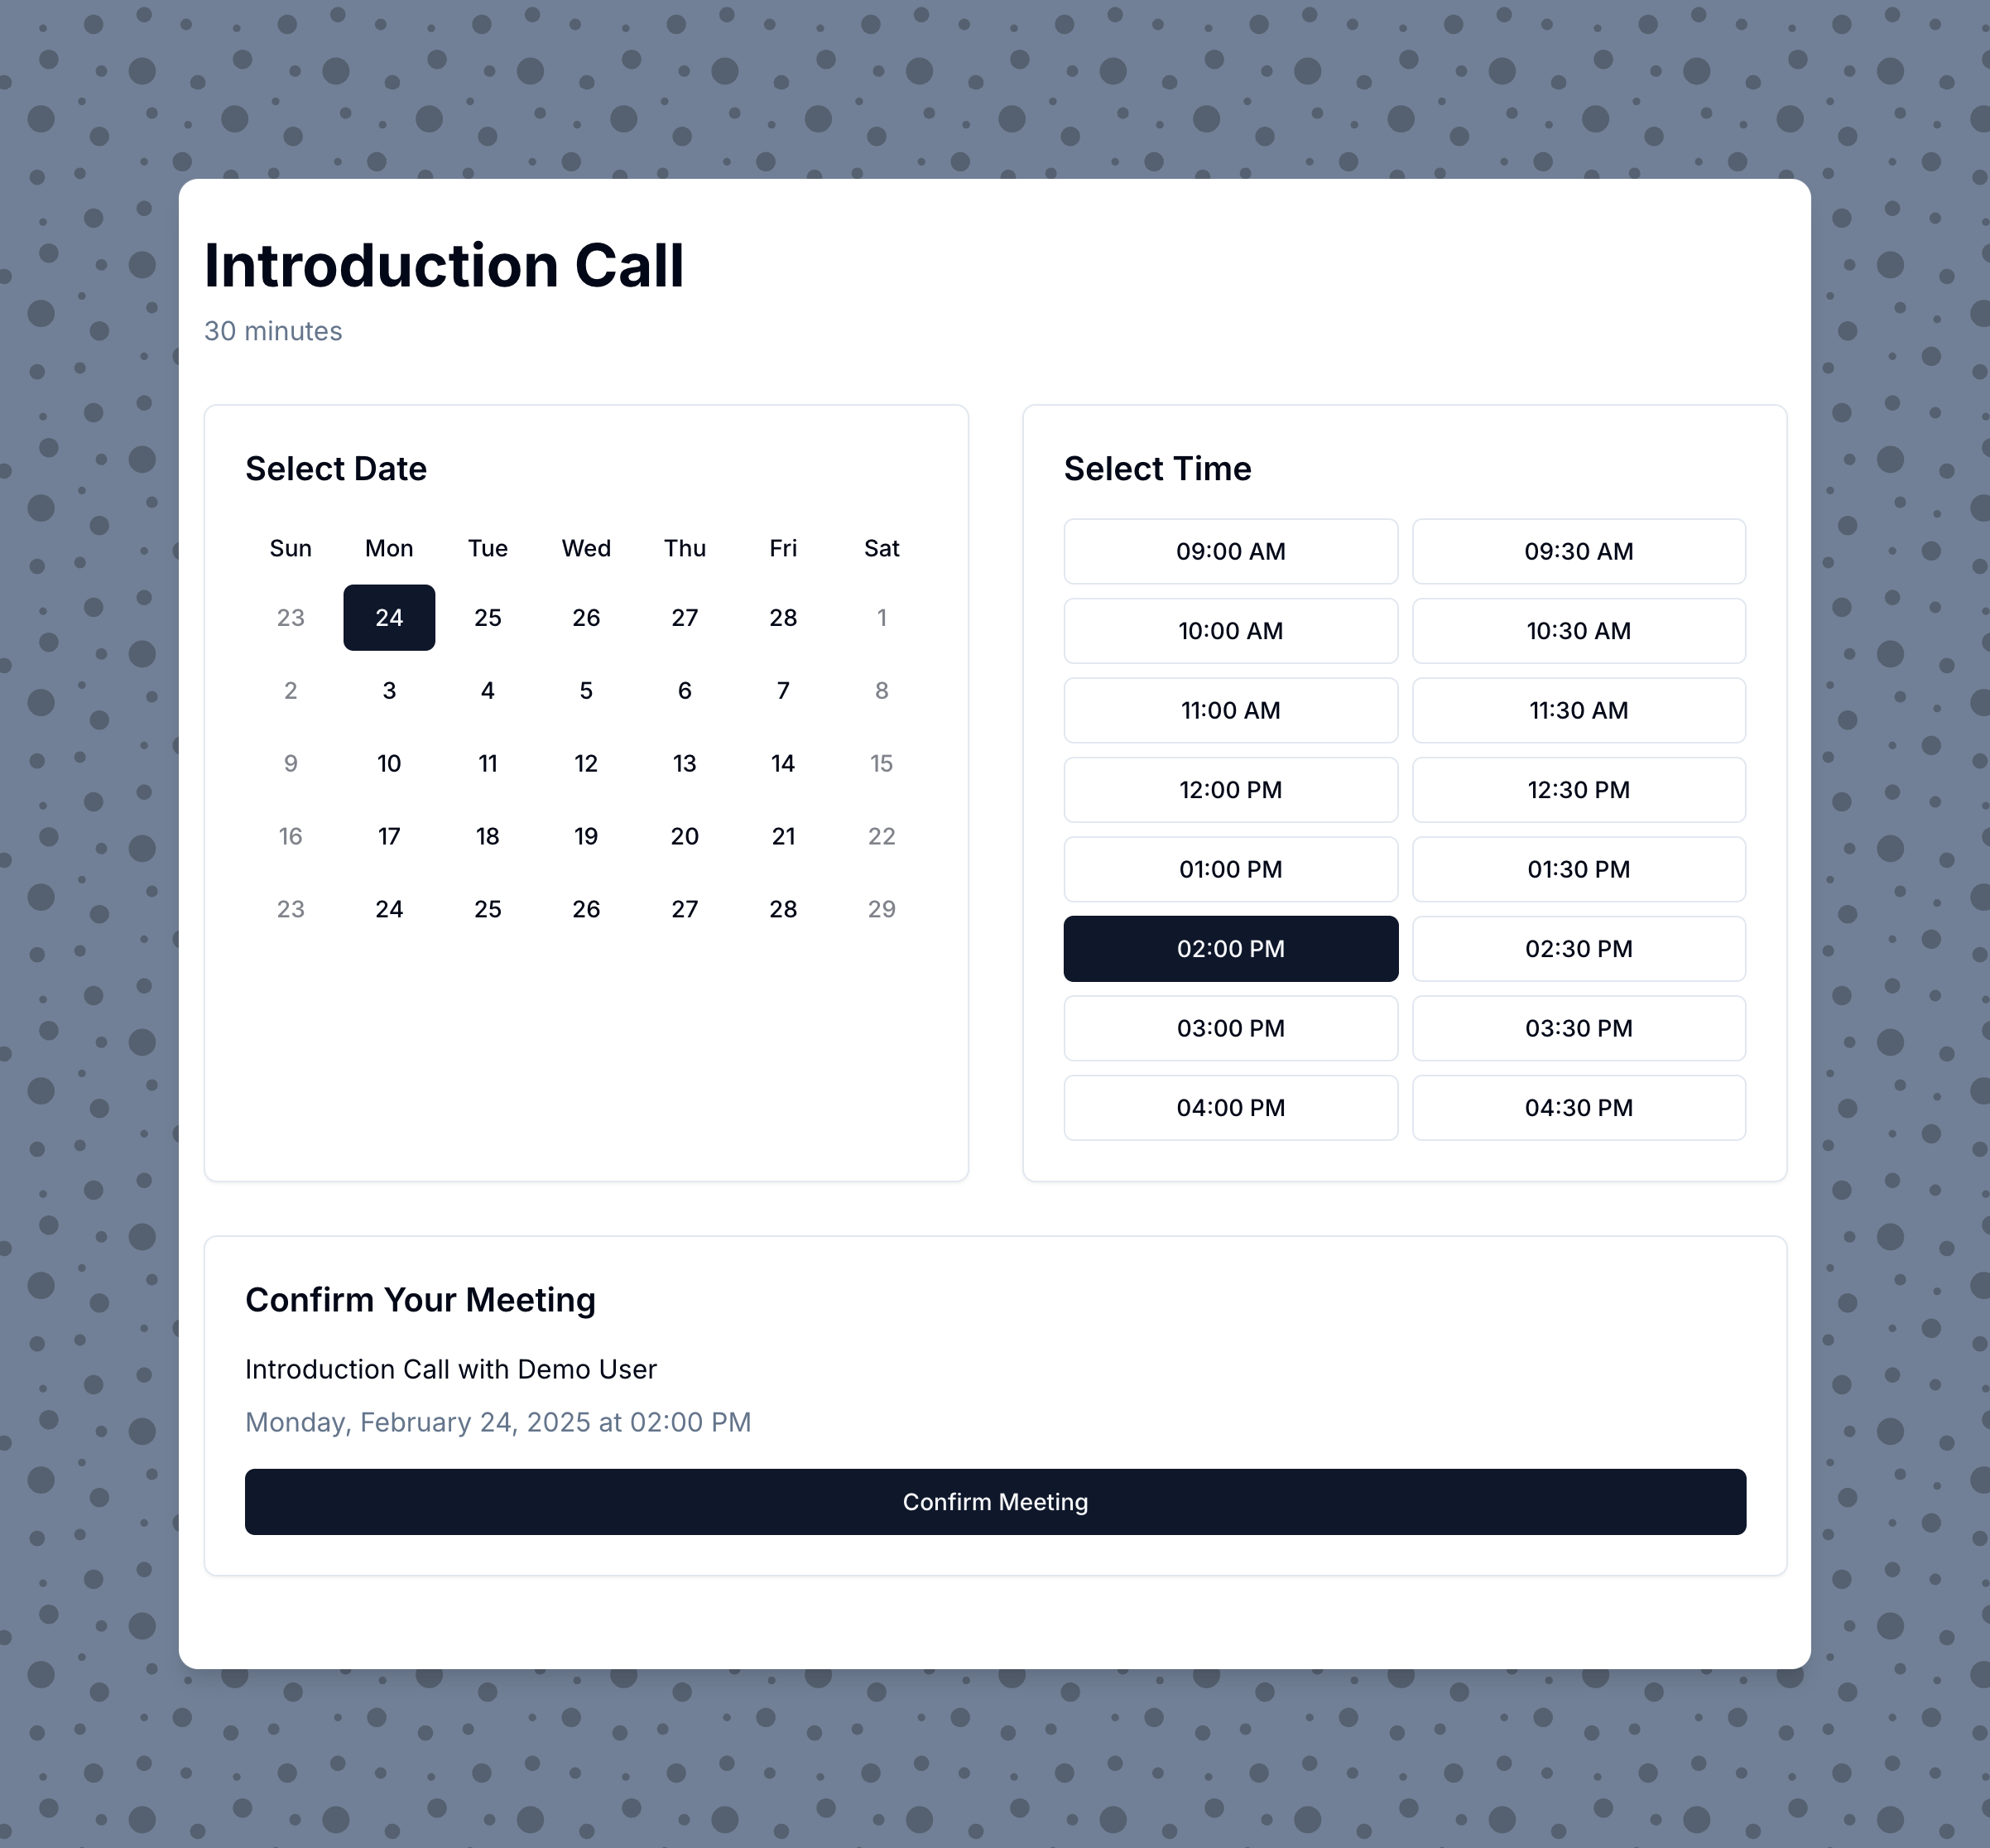 Introduction Call
30 minutes
Select Date
Sun Mon Tue Wed Thu Fri Sat
23 24 25 26 27 28 1
2 3 4 5 6 7 8
9 10 11 12 13 14 15
16 17 18 19 20 21 22
23 24 25 26 27 28 29
Select Time
09:00 AM 09:30 AM
10:00 AM 10:30 AM
11:00 AM 11:30 AM
12:00 PM 12:30 PM
01:00 PM 01:30 PM
02:00 PM 02:30 PM
03:00 PM 03:30 PM
04:00 PM 04:30 PM
Confirm Your Meeting
Introduction Call with Demo User
Monday, February 24, 2025 at 02:00 PM
Confirm Meeting